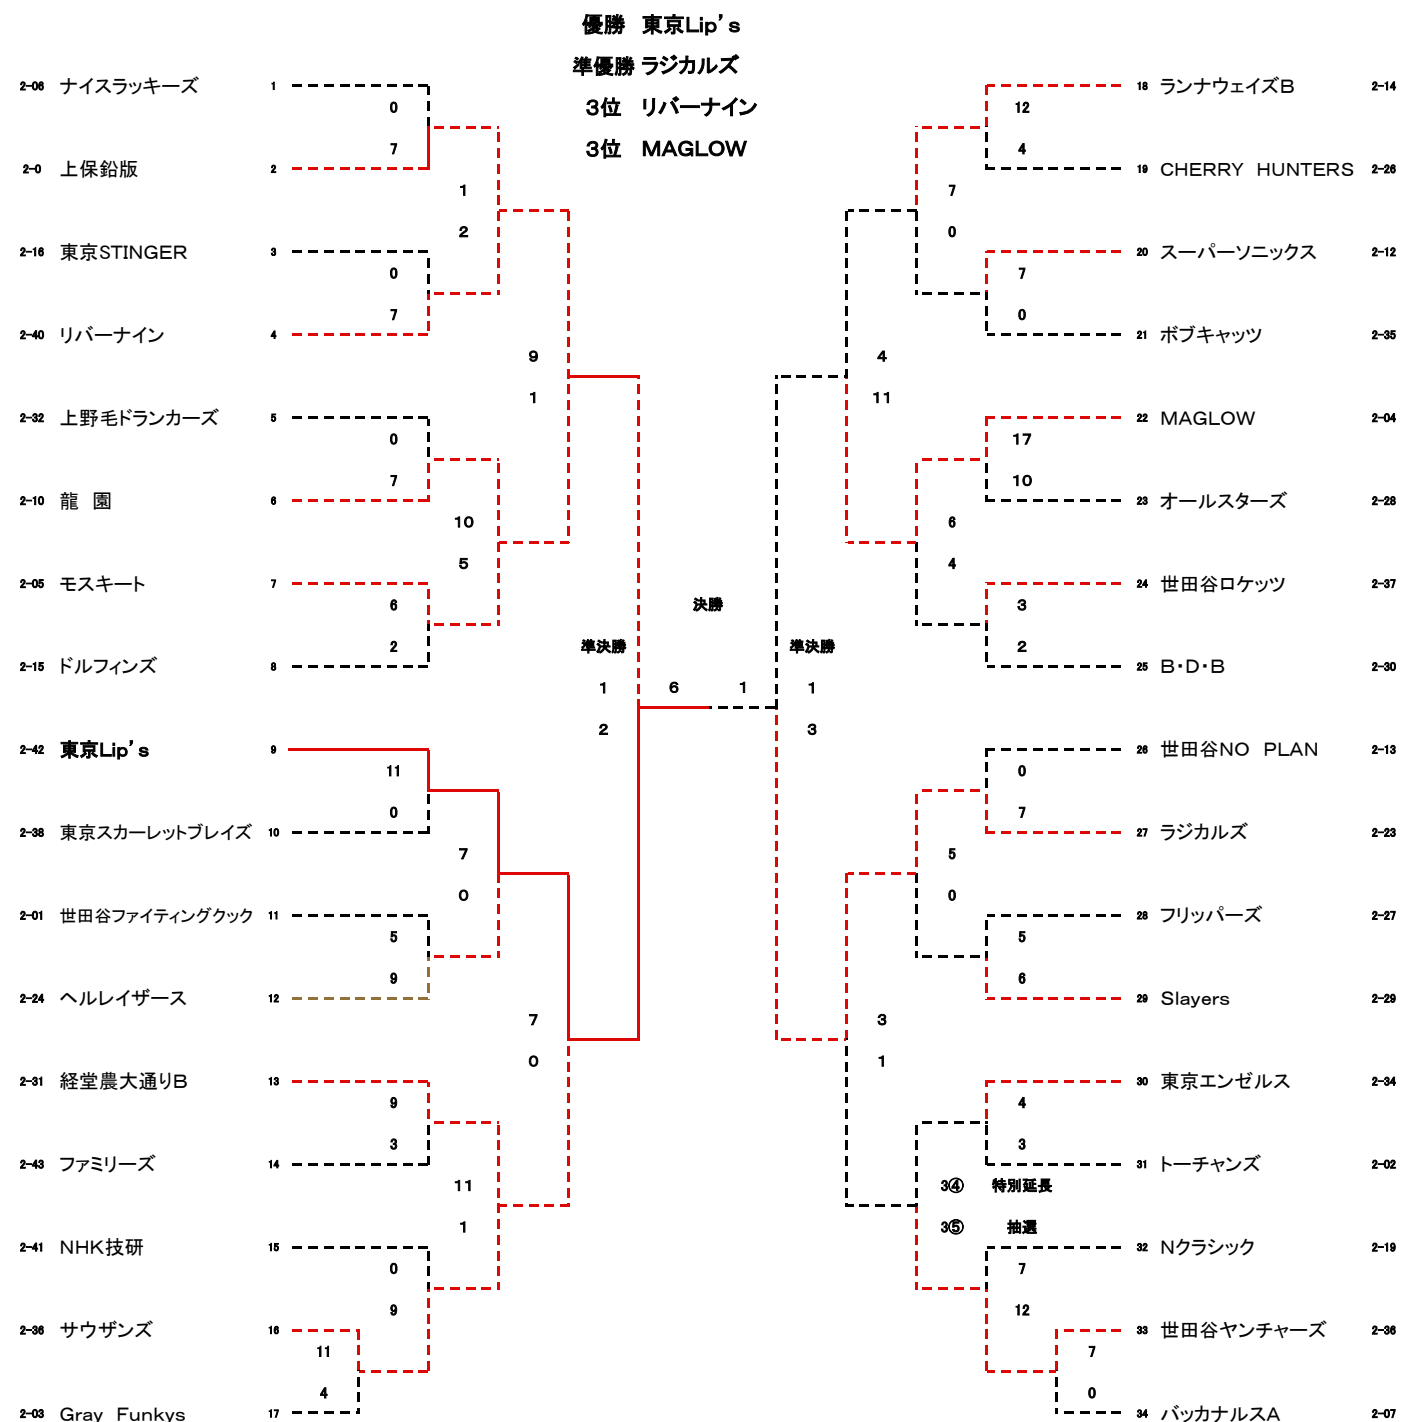 優勝 東京Lip's
準優勝 ラジカルズ
3位 リバーナイン
3位 MAGLOW
2-06 ナイスラッキーズ 1
0
7
2-0 上保鉛版 2
1
2
2-16 東京STINGER 3
0
7
2-40 リバーナイン 4
9
1
2-32 上野毛ドランカーズ 5
0
7
2-10 龍 園 6
10
5
2-05 モスキート 7
6
2
2-15 ドルフィンズ 8
準決勝
1
2
2-42 東京Lip's 9
11
0
2-38 東京スカーレットブレイズ 10
7
0
2-01 世田谷ファイティングクック 11
5
9
2-24 ヘルレイザース 12
7
0
2-31 経堂農大通りB 13
9
3
2-43 ファミリーズ 14
11
1
2-41 NHK技研 15
0
9
2-36 サウザンズ 16
11
4
2-03 Gray Funkys 17
決勝
6 1
18 ランナウェイズB 2-14
12
4
19 CHERRY HUNTERS 2-26
7
0
20 スーパーソニックス 2-12
7
0
21 ボブキャッツ 2-35
4
11
22 MAGLOW 2-04
17
10
23 オールスターズ 2-28
6
4
24 世田谷ロケッツ 2-37
3
2
25 B・D・B 2-30
準決勝
1
3
26 世田谷NO PLAN 2-13
0
7
27 ラジカルズ 2-23
5
0
28 フリッパーズ 2-27
5
6
29 Slayers 2-29
3
1
30 東京エンゼルス 2-34
4
3
31 トーチャンズ 2-02
3④ 特別延長
3⑤ 抽選
32 Nクラシック 2-19
7
12
33 世田谷ヤンチャーズ 2-36
7
0
34 バッカナルスA 2-07